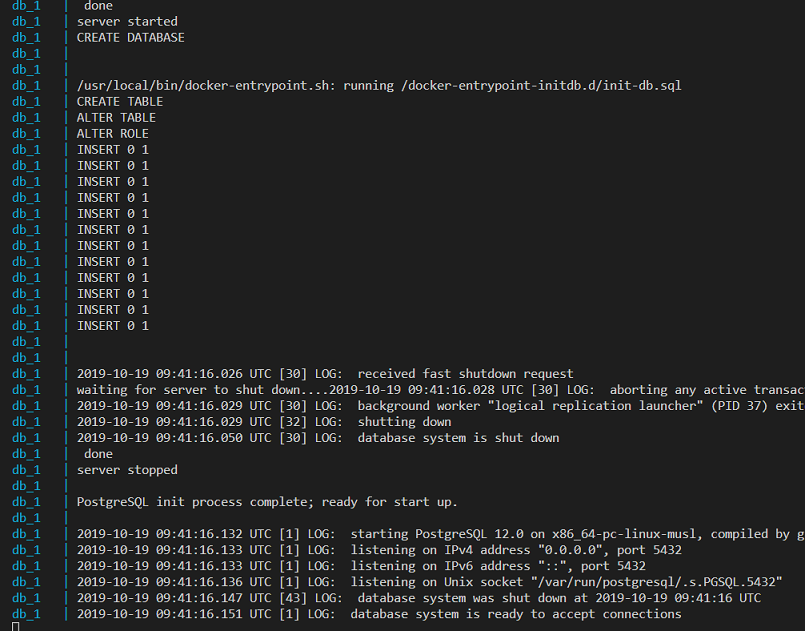 db_1 | done
db_1 | server started
db_1 | CREATE DATABASE
db_1 |
db_1 |
db_1 | /usr/local/bin/docker-entrypoint.sh: running /docker-entrypoint-initdb.d/init-db.sql
db_1 | CREATE TABLE
db_1 | ALTER TABLE
db_1 | ALTER ROLE
db_1 | INSERT 0 1
db_1 | INSERT 0 1
db_1 | INSERT 0 1
db_1 | INSERT 0 1
db_1 | INSERT 0 1
db_1 | INSERT 0 1
db_1 | INSERT 0 1
db_1 | INSERT 0 1
db_1 | INSERT 0 1
db_1 | INSERT 0 1
db_1 | INSERT 0 1
db_1 | INSERT 0 1
db_1 |
db_1 |
db_1 | 2019-10-19 09:41:16.026 UTC [30] LOG:  received fast shutdown request
db_1 | waiting for server to shut down....2019-10-19 09:41:16.028 UTC [30] LOG:  aborting any active transac
db_1 | 2019-10-19 09:41:16.029 UTC [30] LOG:  background worker "logical replication launcher" (PID 37) exit
db_1 | 2019-10-19 09:41:16.029 UTC [32] LOG:  shutting down
db_1 | 2019-10-19 09:41:16.050 UTC [30] LOG:  database system is shut down
db_1 | done
db_1 | server stopped
db_1 |
db_1 | PostgreSQL init process complete; ready for start up.
db_1 |
db_1 | 2019-10-19 09:41:16.132 UTC [1] LOG:  starting PostgreSQL 12.0 on x86_64-pc-linux-musl, compiled by g
db_1 | 2019-10-19 09:41:16.133 UTC [1] LOG:  listening on IPv4 address "0.0.0.0", port 5432
db_1 | 2019-10-19 09:41:16.133 UTC [1] LOG:  listening on IPv6 address "::", port 5432
db_1 | 2019-10-19 09:41:16.136 UTC [1] LOG:  listening on Unix socket "/var/run/postgresql/.s.PGSQL.5432"
db_1 | 2019-10-19 09:41:16.147 UTC [43] LOG:  database system was shut down at 2019-10-19 09:41:16 UTC
db_1 | 2019-10-19 09:41:16.151 UTC [1] LOG:  database system is ready to accept connections